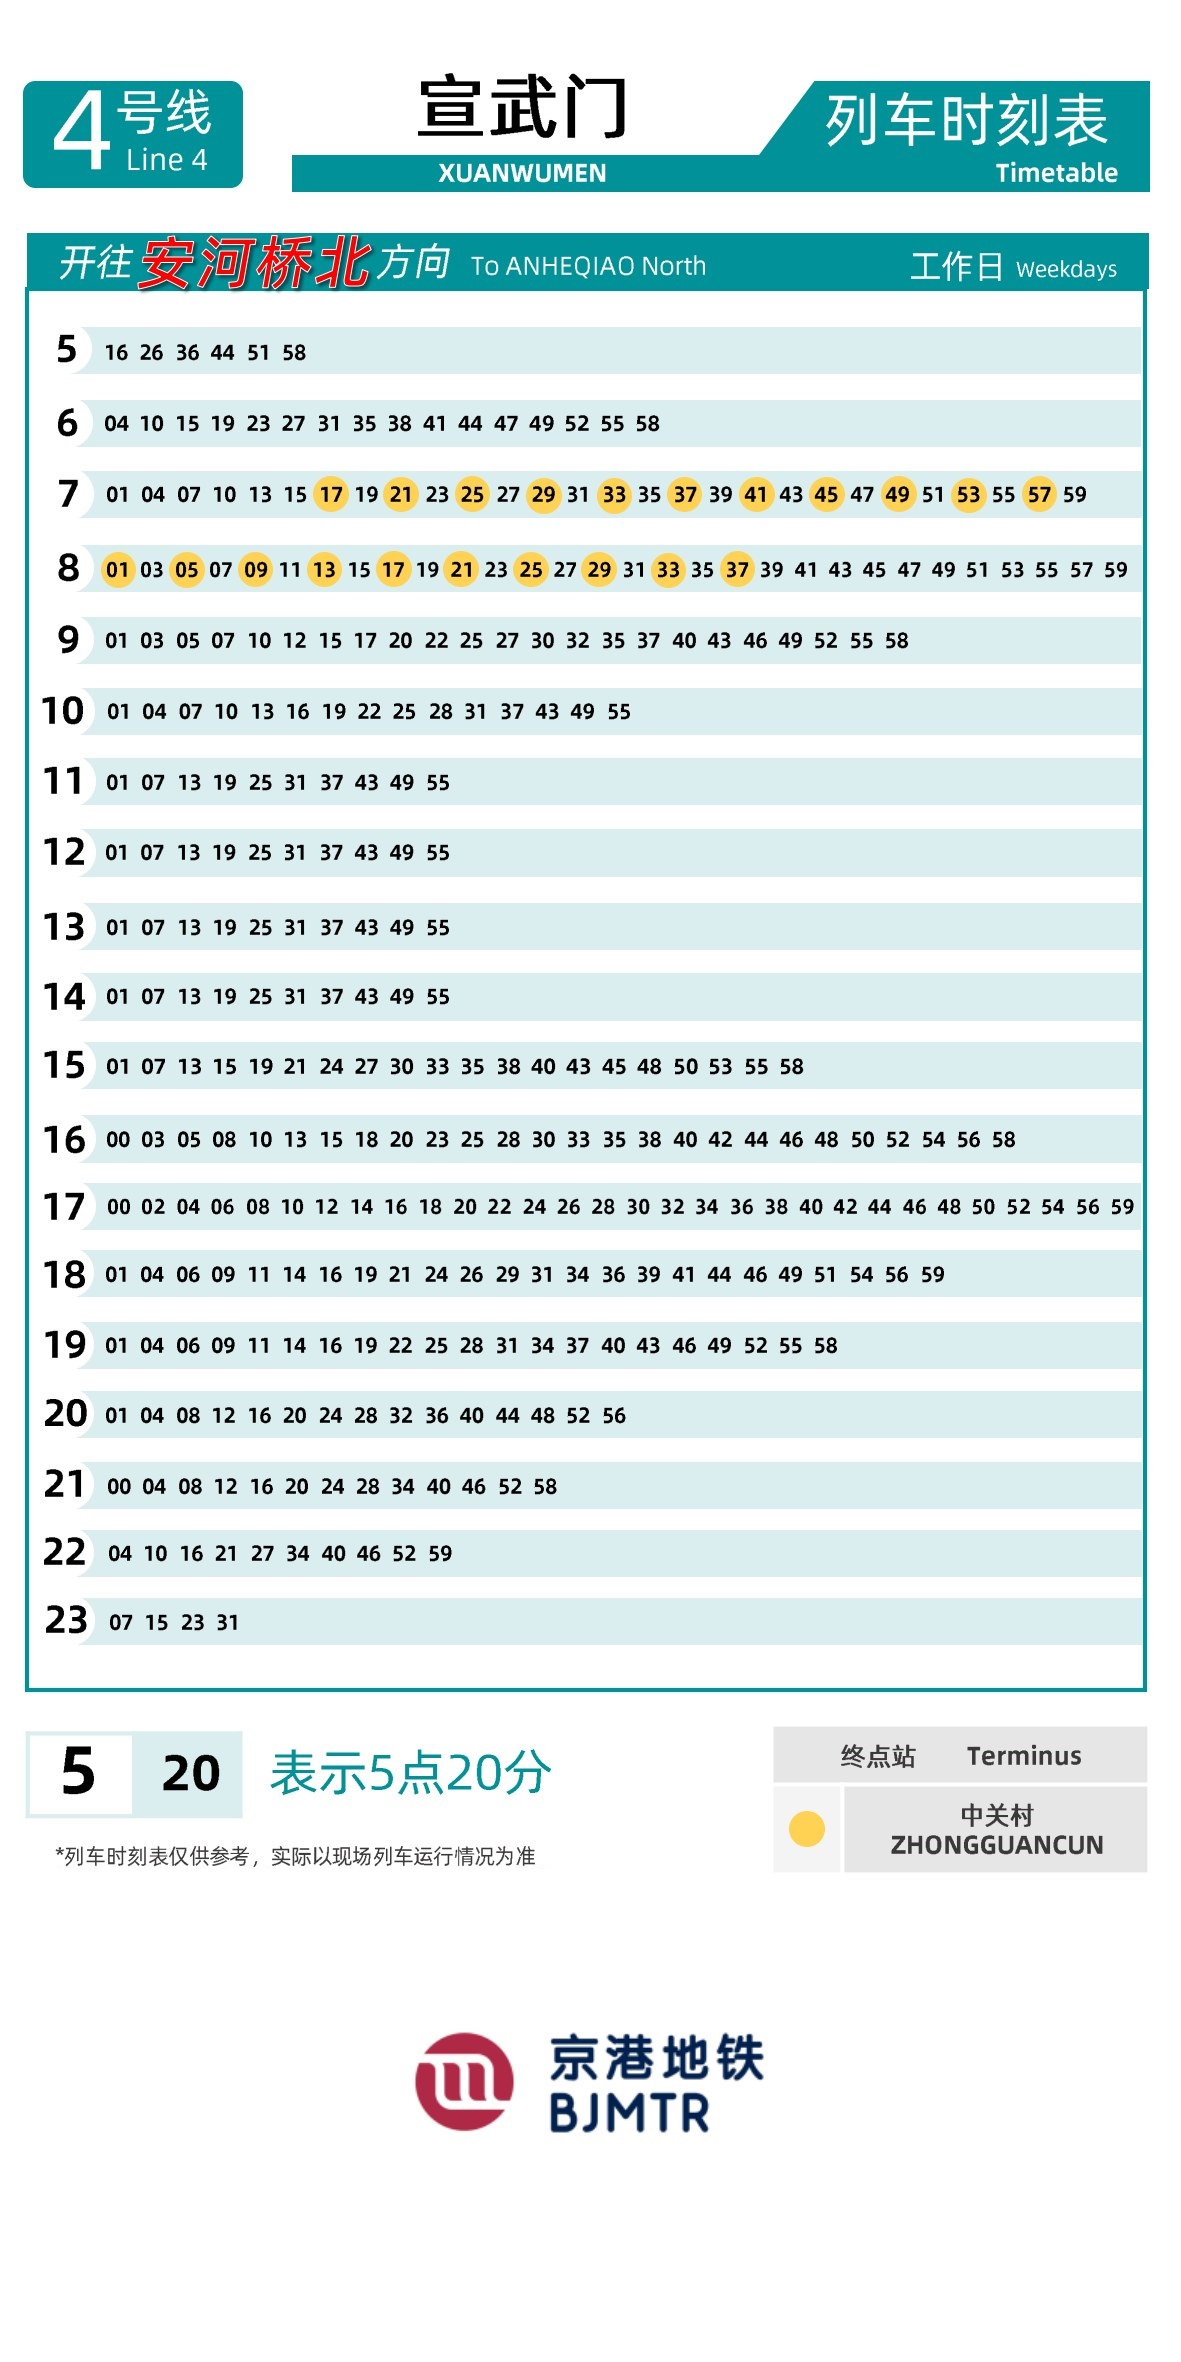 4号线
Line 4
宣武门
XUANWUMEN
列车时刻表
Timetable
开往安河桥北方向 To ANHEQIAO North 工作日 Weekdays
5 16 26 36 44 51 58
6 04 10 15 19 23 27 31 35 38 41 44 47 49 52 55 58
7 01 04 07 10 13 15 17 19 21 23 25 27 29 31 33 35 37 39 41 43 45 47 49 51 53 55 57 59
8 01 03 05 07 09 11 13 15 17 19 21 23 25 27 29 31 33 35 37 39 41 43 45 47 49 51 53 55 57 59
9 01 03 05 07 10 12 15 17 20 22 25 27 30 32 35 37 40 43 46 49 52 55 58
10 01 04 07 10 13 16 19 22 25 28 31 37 43 49 55
11 01 07 13 19 25 31 37 43 49 55
12 01 07 13 19 25 31 37 43 49 55
13 01 07 13 19 25 31 37 43 49 55
14 01 07 13 19 25 31 37 43 49 55
15 01 07 13 15 19 21 24 27 30 33 35 38 40 43 45 48 50 53 55 58
16 00 03 05 08 10 13 15 18 20 23 25 28 30 33 35 38 40 42 44 46 48 50 52 54 56 58
17 00 02 04 06 08 10 12 14 16 18 20 22 24 26 28 30 32 34 36 38 40 42 44 46 48 50 52 54 56 59
18 01 04 06 09 11 14 16 19 21 24 26 29 31 34 36 39 41 44 46 49 51 54 56 59
19 01 04 06 09 11 14 16 19 22 25 28 31 34 37 40 43 46 49 52 55 58
20 01 04 08 12 16 20 24 28 32 36 40 44 48 52 56
21 00 04 08 12 16 20 24 28 34 40 46 52 58
22 04 10 16 21 27 34 40 46 52 59
23 07 15 23 31
5 20 表示5点20分
*列车时刻表仅供参考，实际以现场列车运行情况为准
终点站 Terminus
中关村
ZHONGGUANCUN
京港地铁
BJMTR